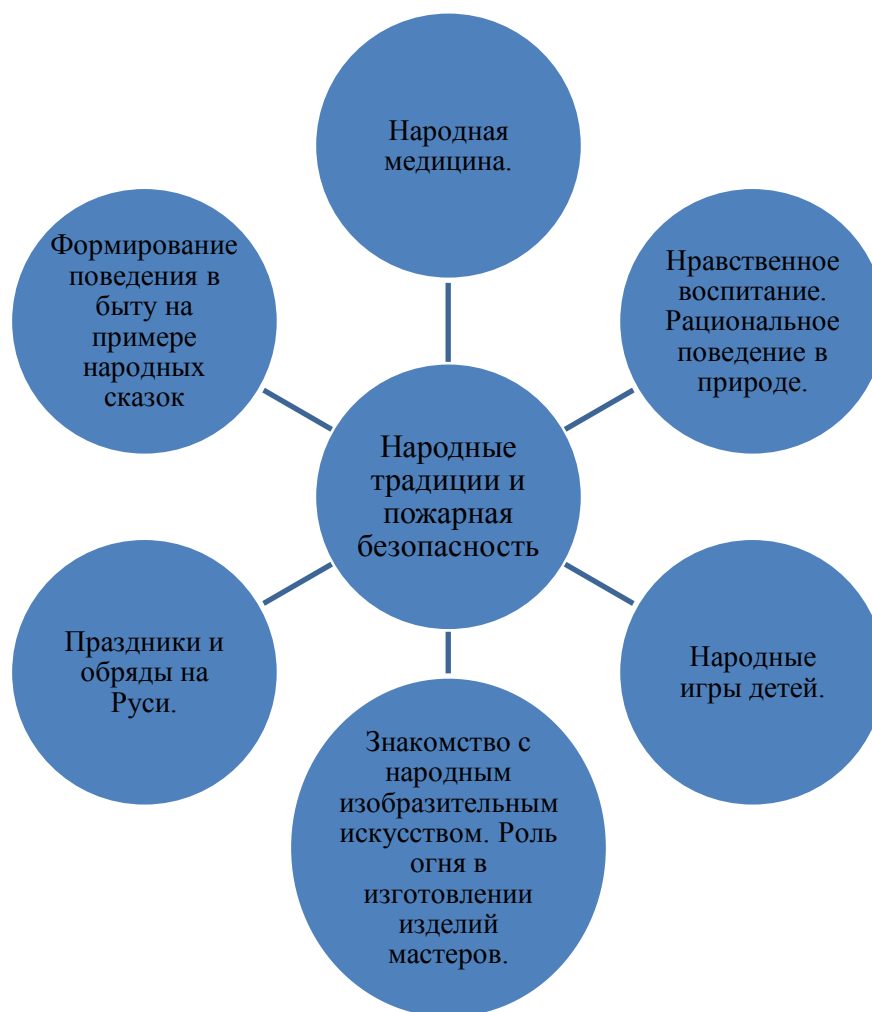 Народная
медицина.
Формирование
поведения в
быту на
примере
народных
сказок
Нравственное
воспитание.
Рациональное
поведение в
природе.
Народные
традиции и
пожарная
безопасность
Праздники и
обряды на
Руси.
Народные
игры детей.
Знакомство с
народным
изобразительным
искусством. Роль
огня в
изготовлении
изделий
мастеров.